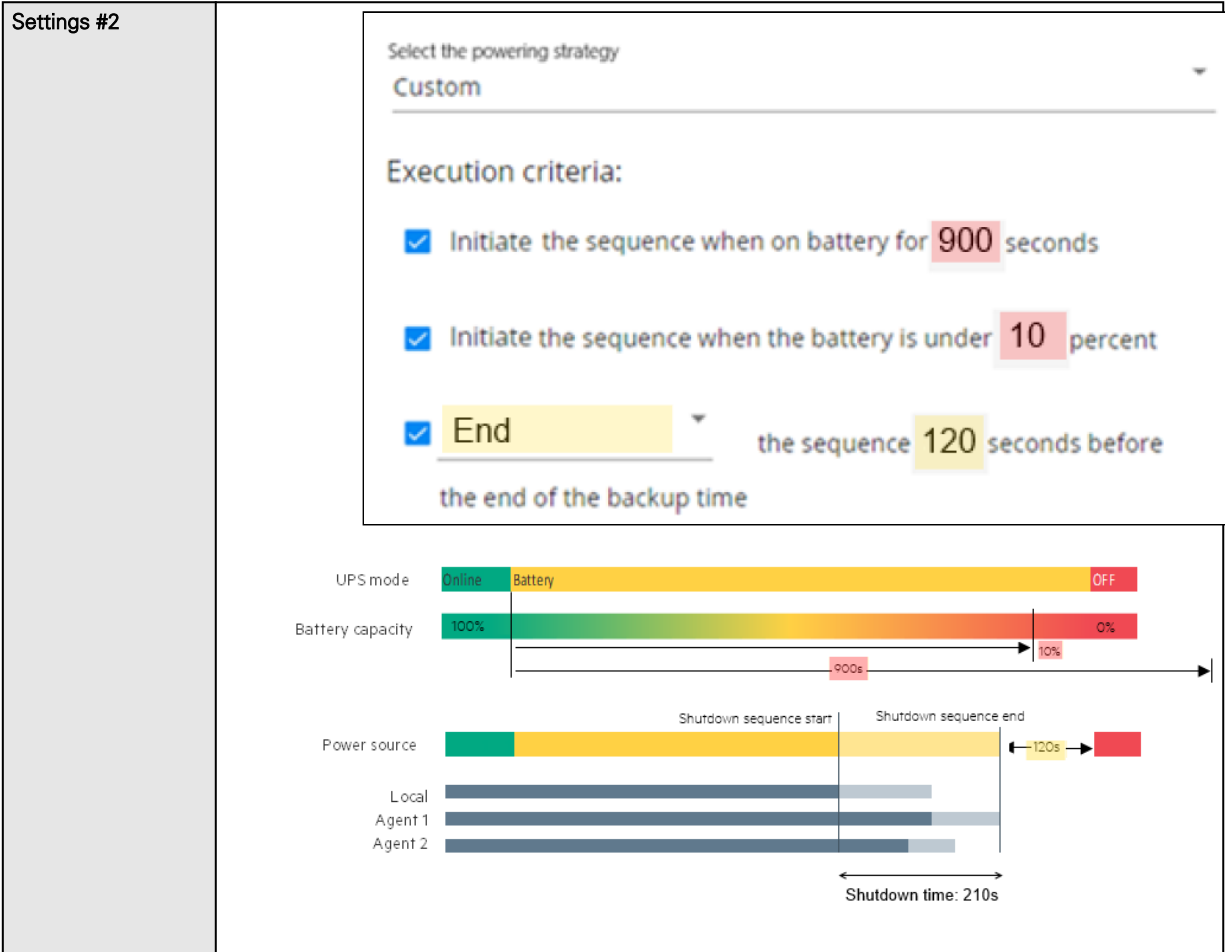 Settings #2
Select the powering strategy
Custom
Execution criteria:
Initiate the sequence when on battery for 900 seconds
Initiate the sequence when the battery is under 10 percent
End the sequence 120 seconds before
the end of the backup time
UPS mode Online Battery OFF
Battery capacity 100% 0%
10%
900s
Shutdown sequence start Shutdown sequence end
Power source 120s
Local
Agent 1
Agent 2
Shutdown time: 210s